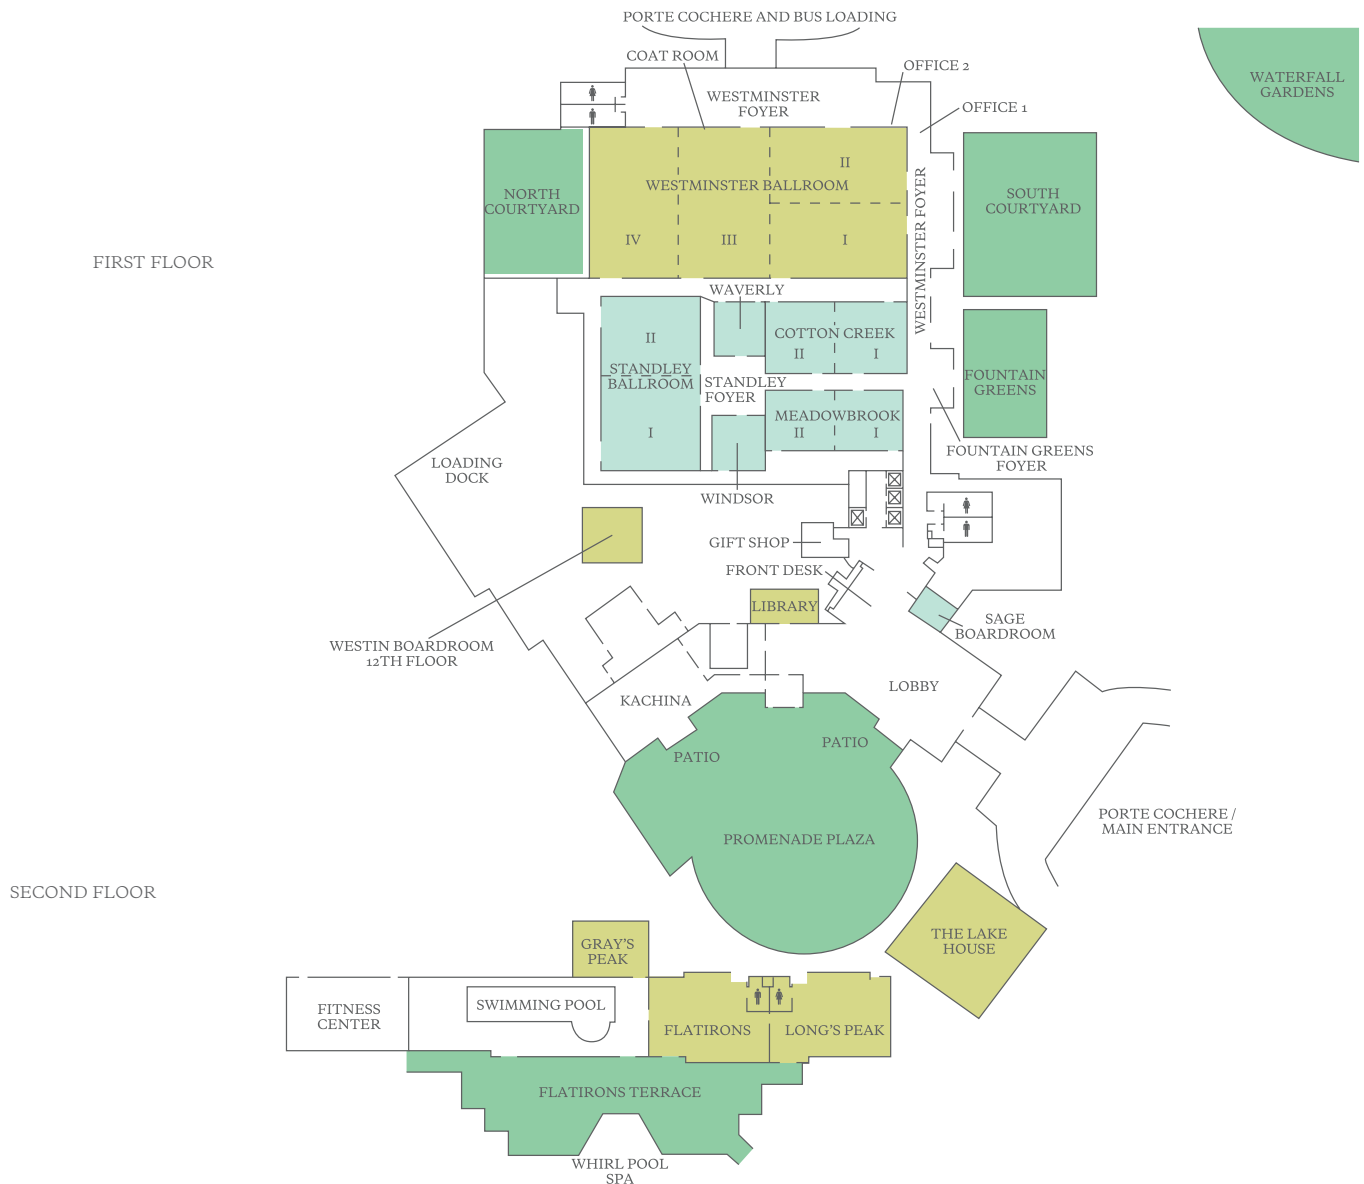 PORTE COCHERE AND BUS LOADING
COAT ROOM
OFFICE 2
WATERFALL
GARDENS
WESTMINSTER
FOYER
OFFICE 1
II
WESTMINSTER BALLROOM
NORTH
COURTYARD
SOUTH
COURTYARD
WESTMINSTER FOYER
IV
III
I
FIRST FLOOR
WAVERLY
II
COTTON CREEK
II
I
STANDLEY
BALLROOM
STANDLEY
FOYER
FOUNTAIN
GREENS
MEADOWBROOK
I
II
I
FOUNTAIN GREENS
FOYER
LOADING
DOCK
WINDSOR
GIFT SHOP
FRONT DESK
LIBRARY
SAGE
BOARDROOM
WESTIN BOARDROOM
12TH FLOOR
LOBBY
KACHINA
PATIO
PATIO
PORTE COCHERE /
MAIN ENTRANCE
PROMENADE PLAZA
SECOND FLOOR
THE LAKE
HOUSE
GRAY'S
PEAK
FITNESS
CENTER
SWIMMING POOL
FLATIRONS
LONG'S PEAK
FLATIRONS TERRACE
WHIRL POOL
SPA